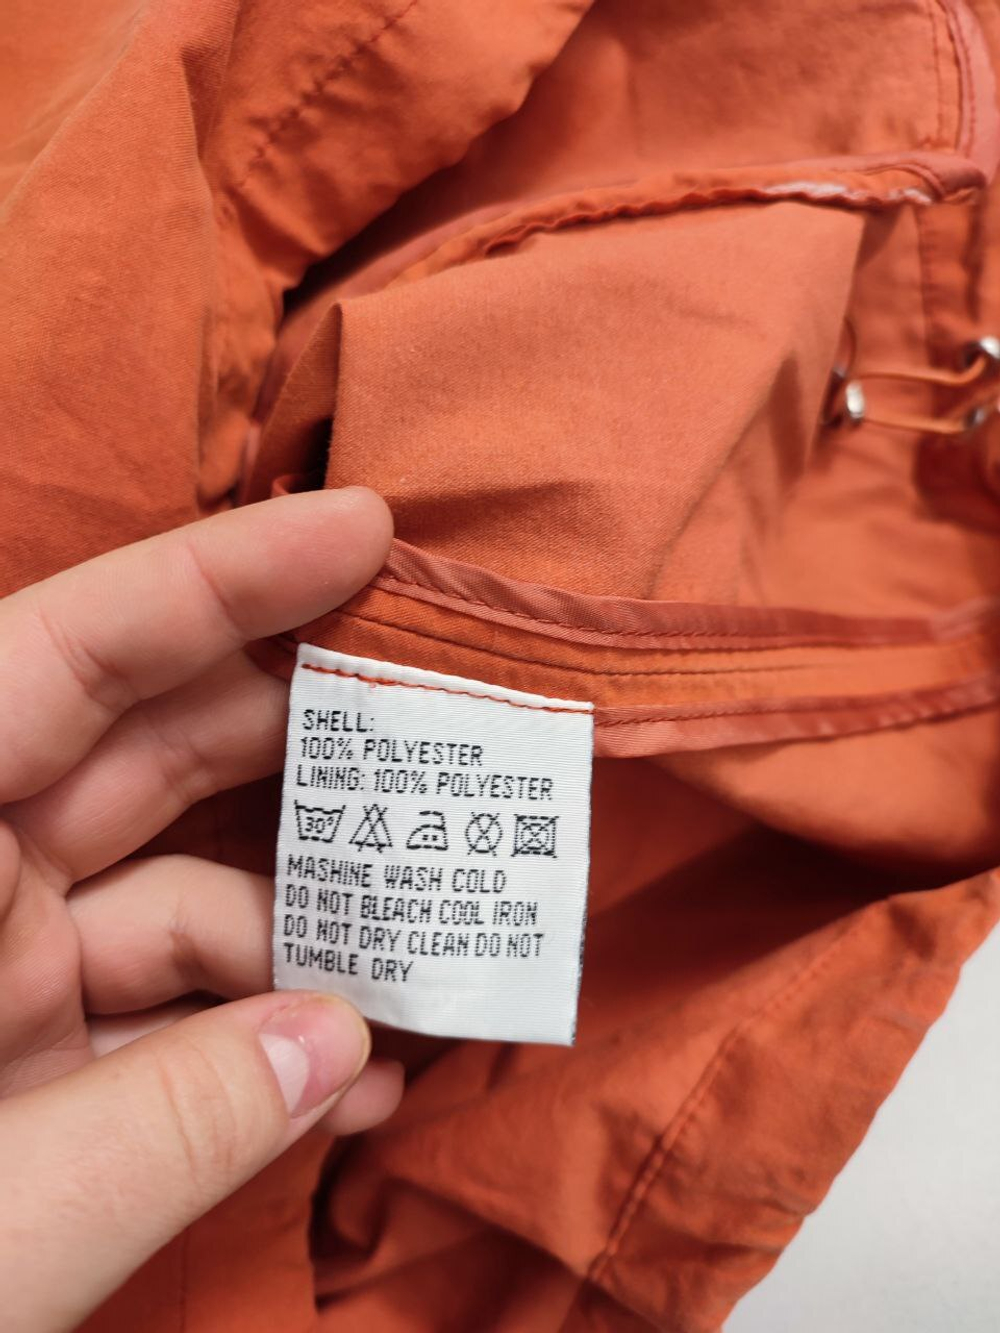 SHELL:
100% POLYESTER
LINING: 100% POLYESTER
30°
MASHINE WASH COLD
DO NOT BLEACH COOL IRON
DO NOT DRY CLEAN DO NOT
TUMBLE DRY